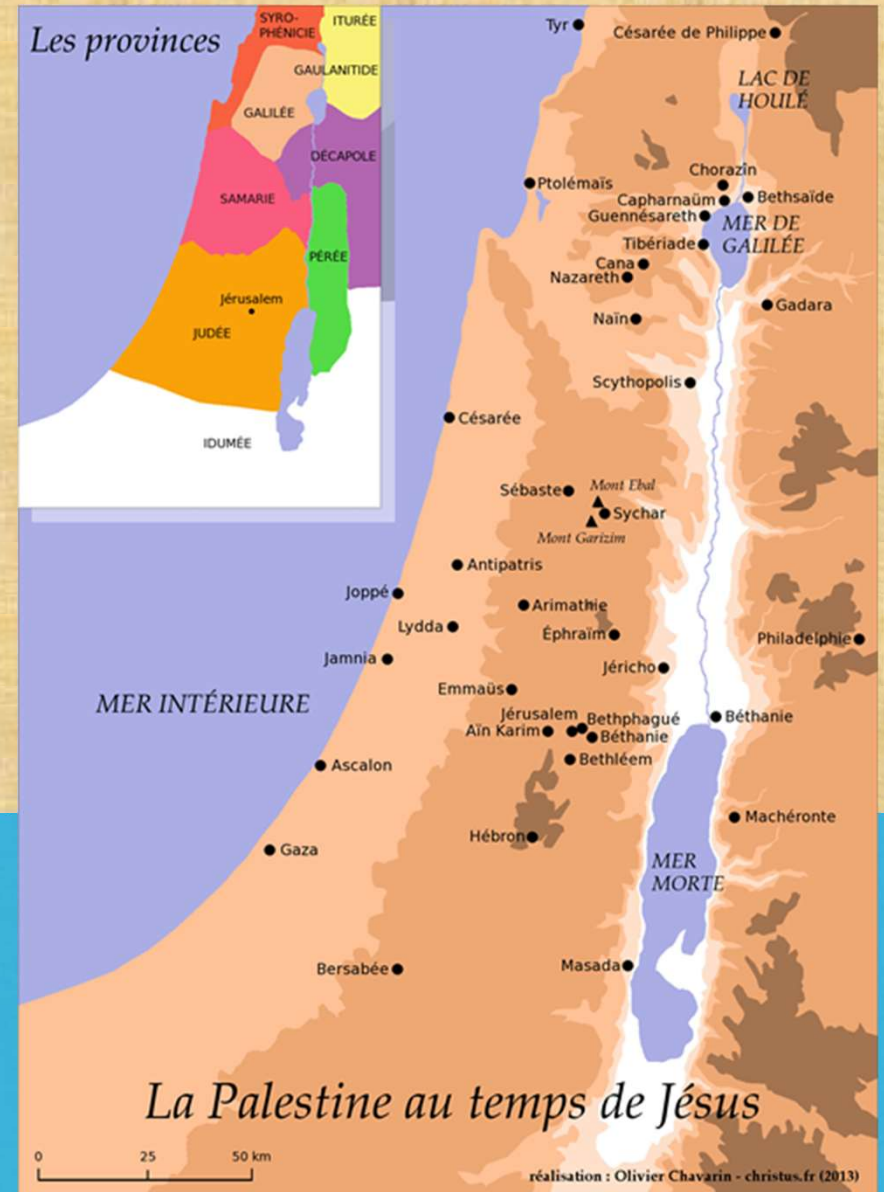 Les provinces
SYRO-
PHÉNICIE
ITURÉE
GAULANITIDE
GALILÉE
DÉCAPOLE
SAMARIE
PÉRÉE
Jérusalem
JUDÉE
IDUMÉE
Tyr
Césarée de Philippe
LAC DE
HOULÉ
Chorazïn
Ptolémaïs
Capharnaüm
Bethsaïde
Guennésareth
MER DE
GALILÉE
Tibériade
Cana
Nazareth
Gadara
Naïn
Scythopolis
Césarée
Sébaste
Mont Ebal
Sychar
Mont Garizim
Antipatris
Joppé
Arimathie
Lydda
Éphraïm
Philadelphie
Jamnia
Jéricho
Emmaüs
MER INTÉRIEURE
Jérusalem
Bethphagué
Béthanie
Aïn Karim
Béthanie
Bethléem
Ascalon
Machéronte
Hébron
Gaza
MER
MORTE
Bersabée
Masada
La Palestine au temps de Jésus
0 25 50 km
réalisation : Olivier Chavarin - christus.fr (2013)